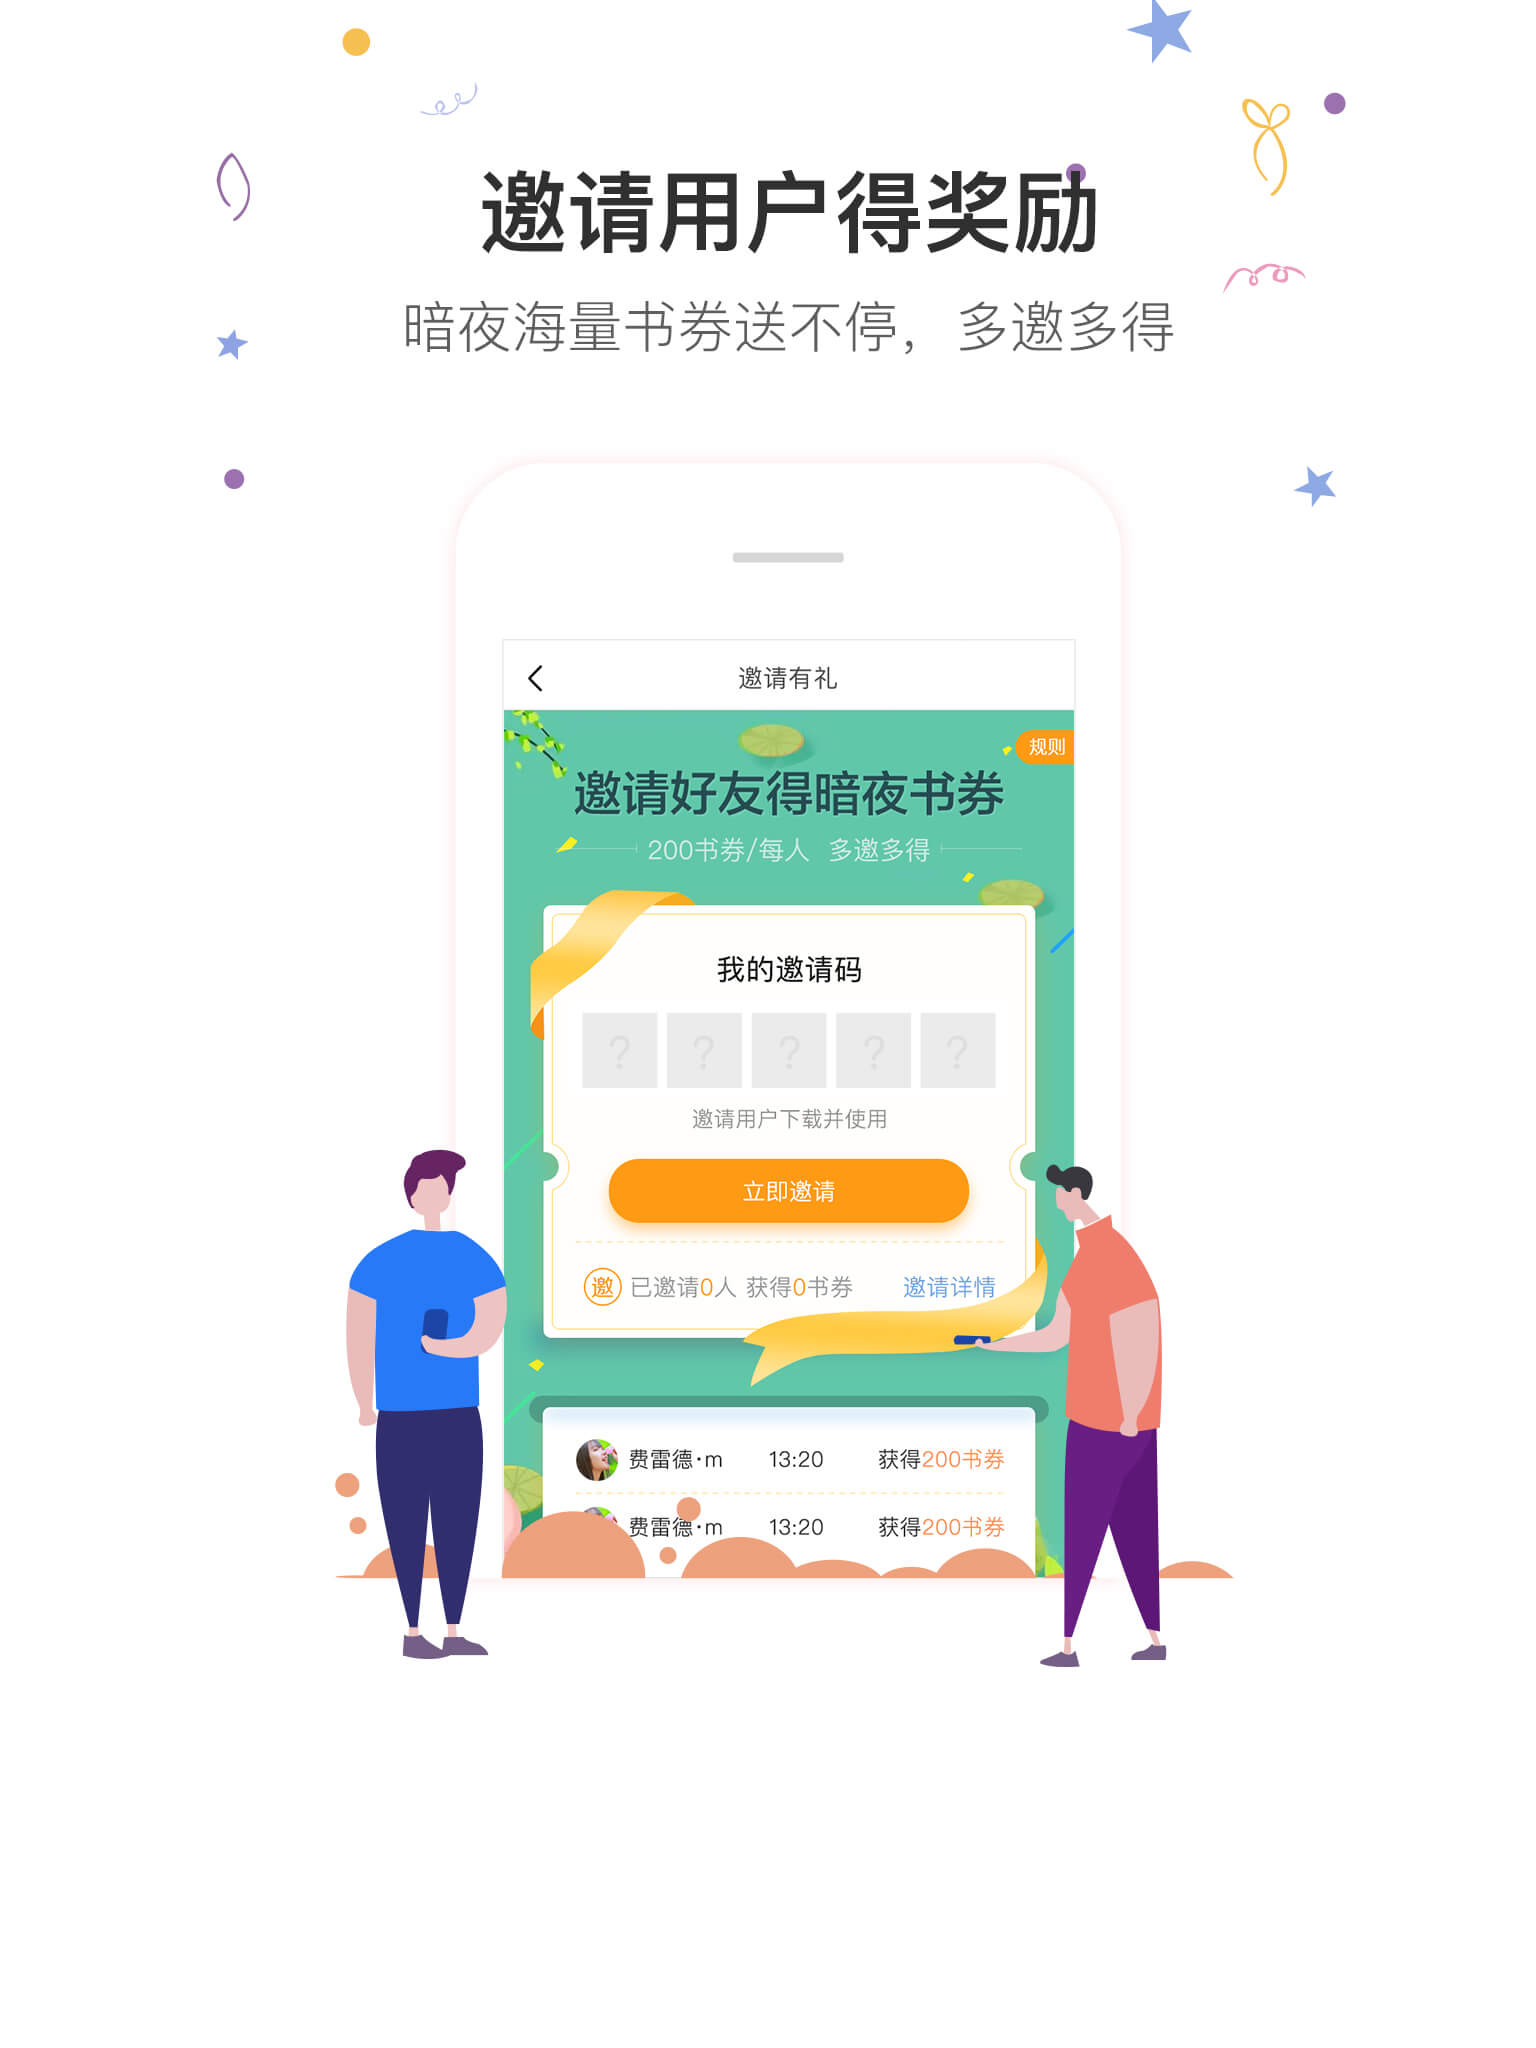 邀请用户得奖励
暗夜海量书券送不停，多邀多得
邀请有礼
规则
邀请好友得暗夜书券
200书券/每人 多邀多得
我的邀请码
? ? ? ? ?
邀请用户下载并使用
立即邀请
邀 已邀请0人 获得0书券 邀请详情
费雷德·m 13:20 获得200书券
费雷德·m 13:20 获得200书券